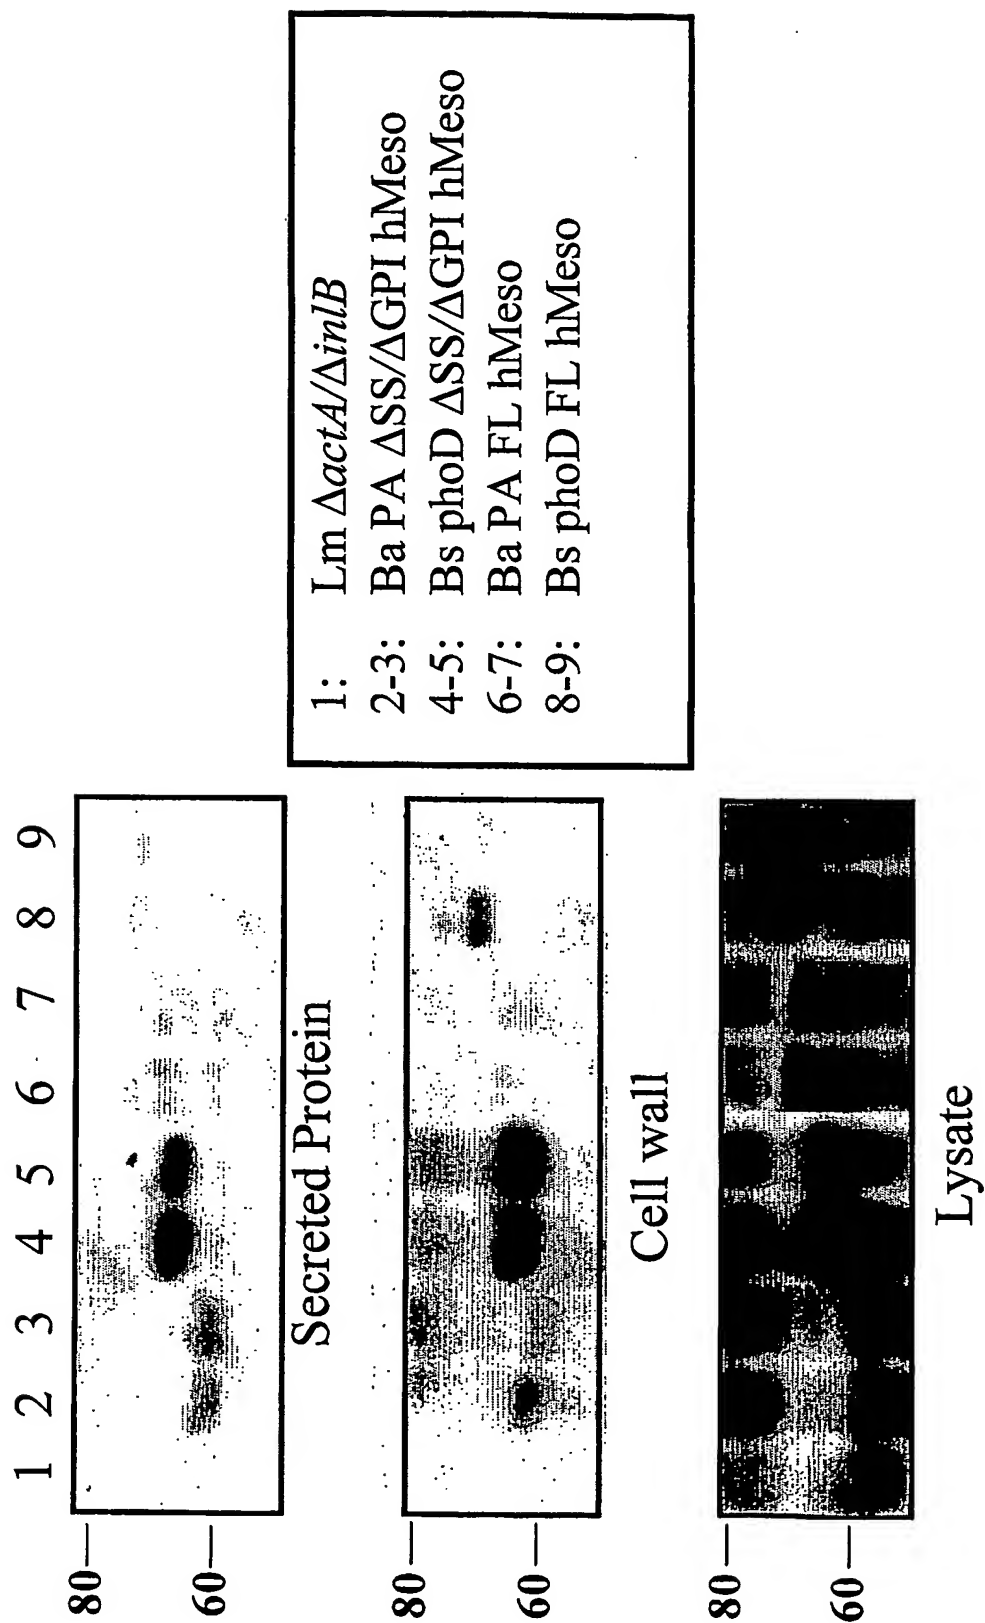 1 2 3 4 5 6 7 8 9
80
60
Secreted Protein
80
60
Cell wall
80
60
Lysate
1: Lm ΔactA/ΔinlB
2-3: Ba PA ΔSS/ΔGPI hMeso
4-5: Bs phoD ΔSS/ΔGPI hMeso
6-7: Ba PA FL hMeso
8-9: Bs phoD FL hMeso